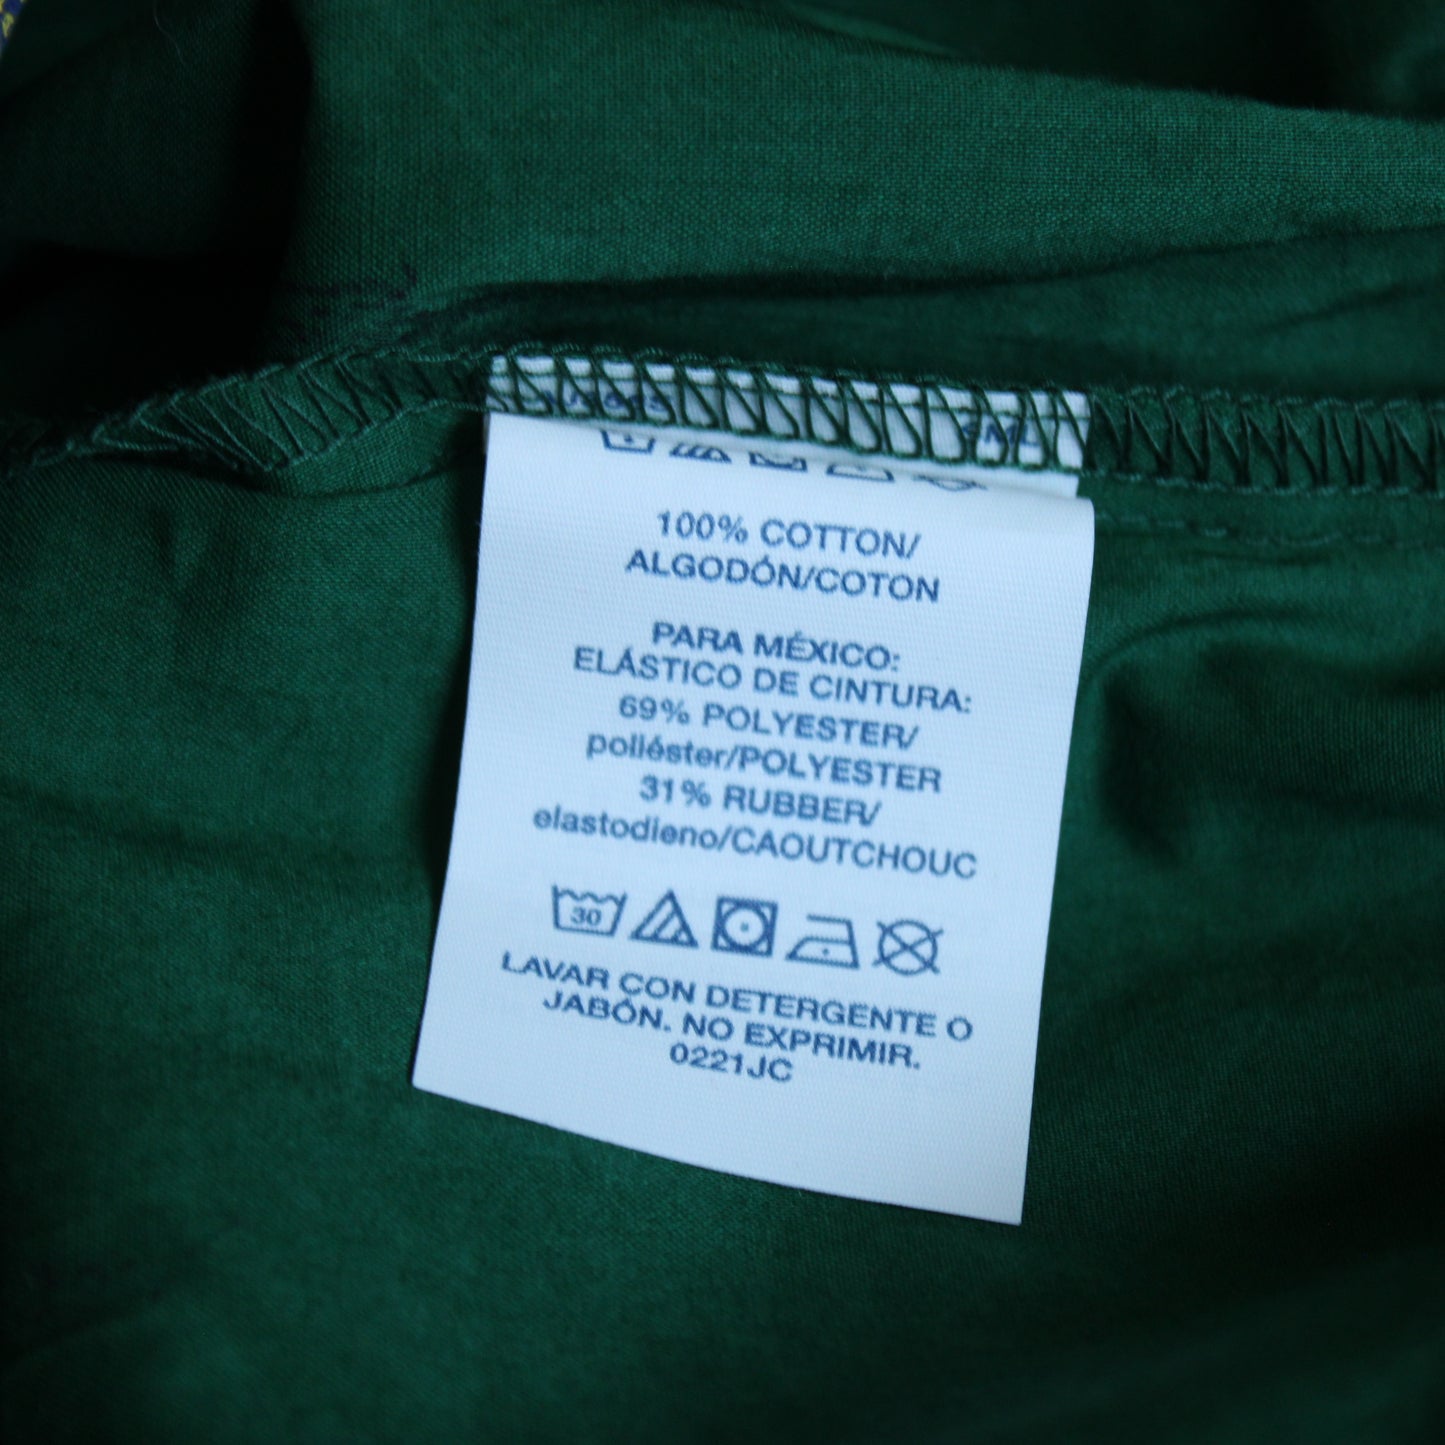 100% COTTON/
ALGODÓN/COTON
PARA MÉXICO:
ELÁSTICO DE CINTURA:
69% POLYESTER/
poliéster/POLYESTER
31% RUBBER/
elastodieno/CAOUTCHOUC
30
LAVAR CON DETERGENTE O
JABÓN. NO EXPRIMIR.
0221JC